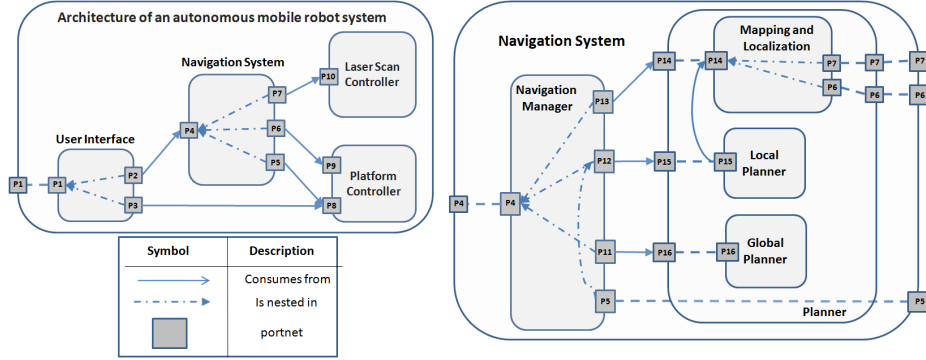 Architecture of an autonomous mobile robot system
Navigation System
Laser Scan
Controller
P10
P7
P4
P6
P5
User Interface
P9
Platform
Controller
P8
P1
P1
P2
P3
Symbol
Description
Consumes from
Is nested in
portnet
Navigation System
Mapping and
Localization
P14
P14
P7
P7
P7
P6
P6
P6
Navigation
Manager
P13
P12
P15
P15
Local
Planner
P4
P4
P11
P16
P16
Global
Planner
P5
P5
Planner